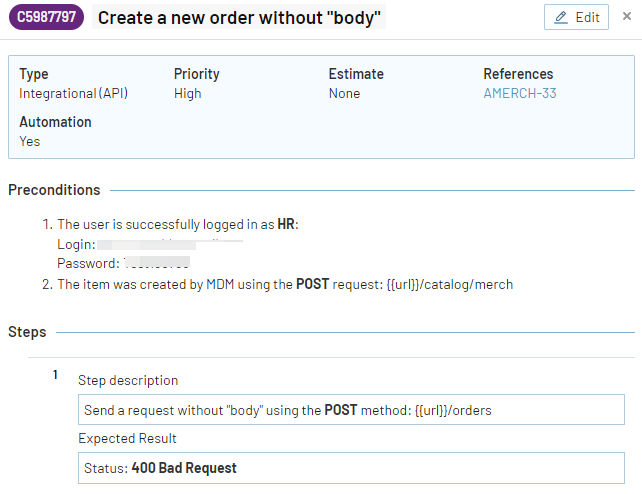 C5987797 Create a new order without "body" Edit ×
Type Priority Estimate References
Integrational (API) High None AMERCH-33
Automation
Yes
Preconditions
1. The user is successfully logged in as HR:
Login:
Password:
2. The item was created by MDM using the POST request: {{url}}/catalog/merch
Steps
1 Step description
Send a request without "body" using the POST method: {{url}}/orders
Expected Result
Status: 400 Bad Request